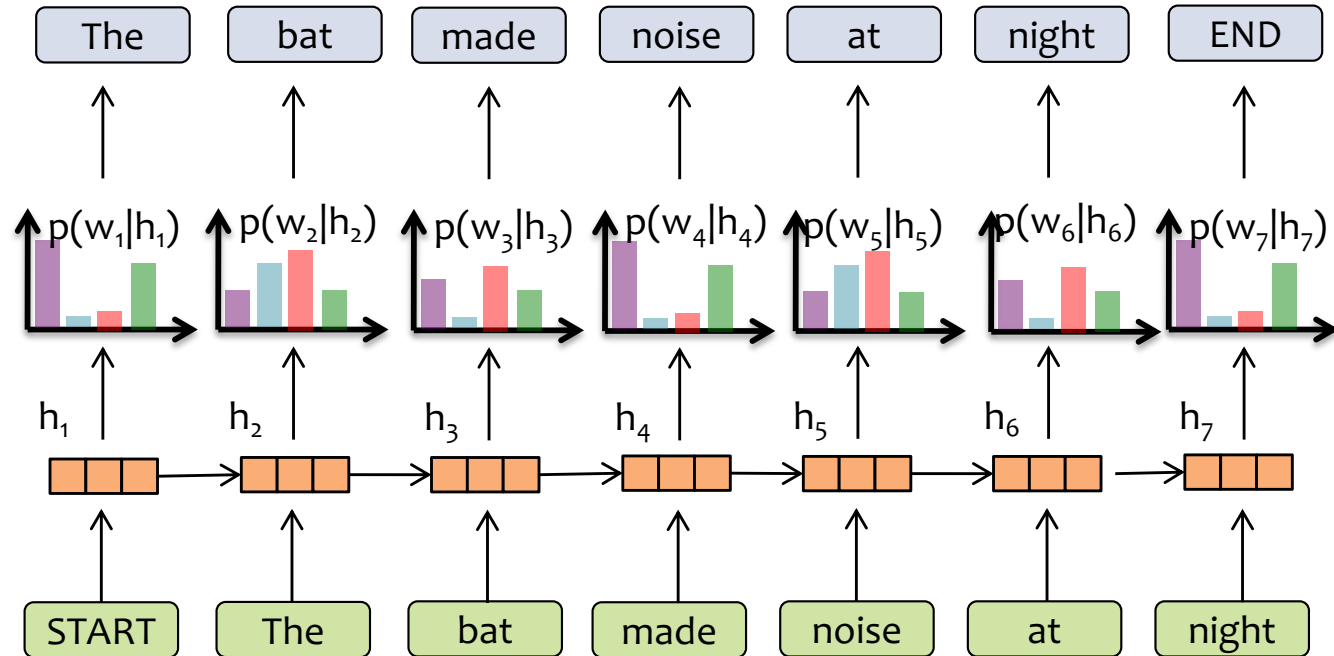 The bat made noise at night END
p(w₁|h₁) p(w₂|h₂) p(w₃|h₃) p(w₄|h₄) p(w₅|h₅) p(w₆|h₆) p(w₇|h₇)
h₁ h₂ h₃ h₄ h₅ h₆ h₇
START The bat made noise at night